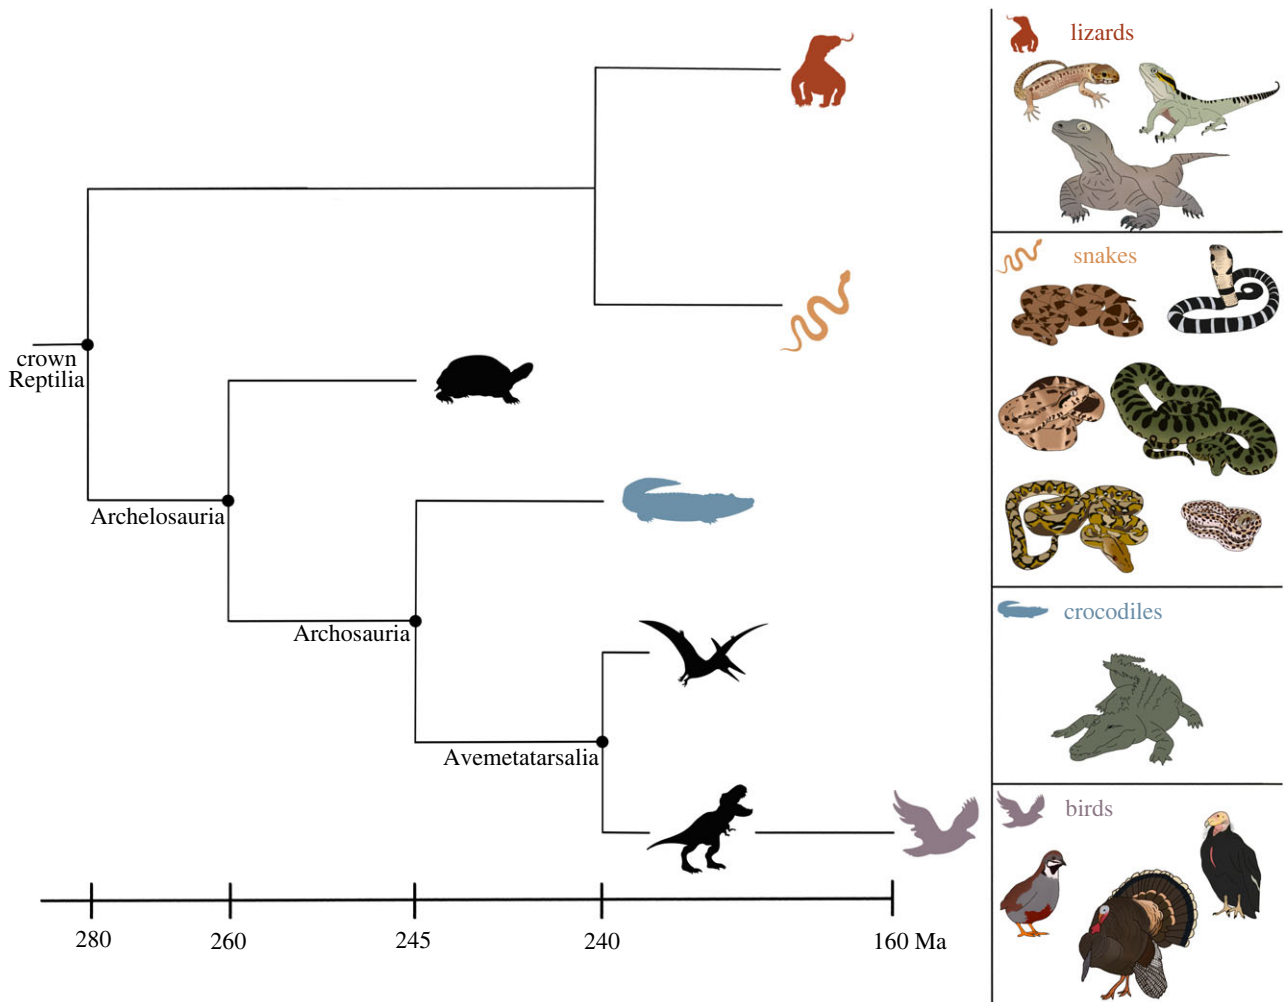 lizards
snakes
crown
Reptilia
Archelosauria
crocodiles
Archosauria
Avemetatarsalia
birds
280
260
245
240
160 Ma